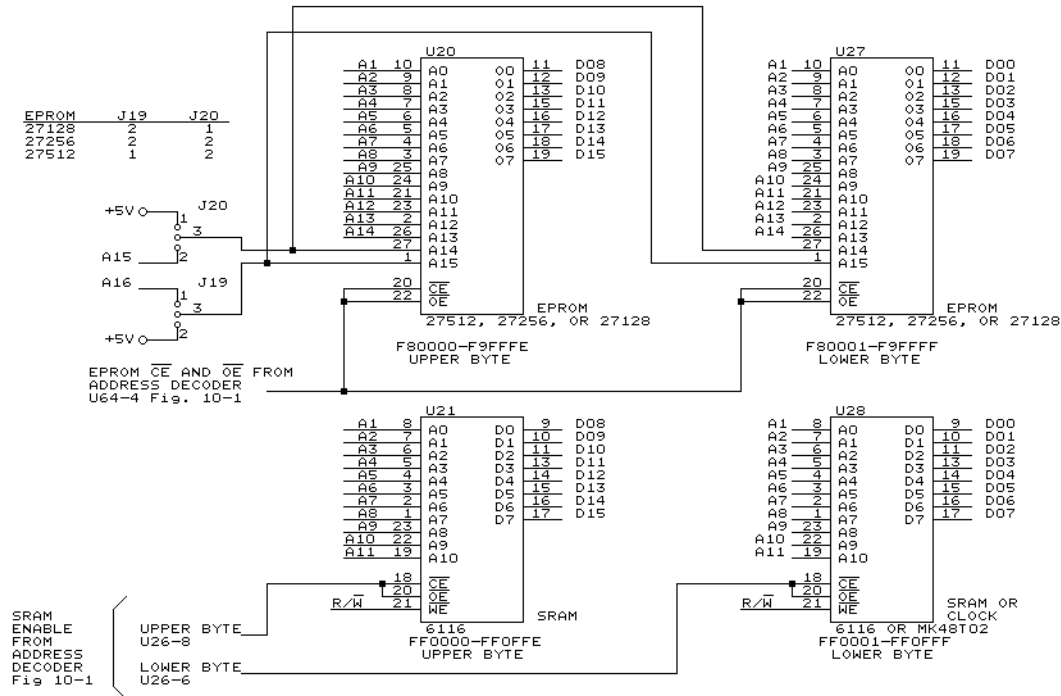 U20
A1 10 A0 O0 11 D08
A2 9 A1 O1 12 D09
A3 8 A2 O2 13 D10
A4 7 A3 O3 15 D11
A5 6 A4 O4 16 D12
A6 5 A5 O5 17 D13
A7 4 A6 O6 18 D14
A8 3 A7 O7 19 D15
A9 25 A8
A10 24 A9
A11 21 A10
A12 23 A11
A13 2 A12
A14 26 A13
27 A14
1 A15
20 CE
22 OE
EPROM
27512, 27256, OR 27128
F80000-F9FFFE
UPPER BYTE
U27
A1 10 A0 O0 11 D00
A2 9 A1 O1 12 D01
A3 8 A2 O2 13 D02
A4 7 A3 O3 15 D03
A5 6 A4 O4 16 D04
A6 5 A5 O5 17 D05
A7 4 A6 O6 18 D06
A8 3 A7 O7 19 D07
A9 25 A8
A10 24 A9
A11 21 A10
A12 23 A11
A13 2 A12
A14 26 A13
27 A14
1 A15
20 CE
22 OE
EPROM
27512, 27256, OR 27128
F80001-F9FFFF
LOWER BYTE
EPROM J19 J20
27128 2 1
27256 2 2
27512 1 2
+5V 1 J20
3
A15 2
A16 1 J19
3
+5V 2
EPROM CE AND OE FROM
ADDRESS DECODER
U64-4 Fig. 10-1
U21
A1 8 A0 D0 9 D08
A2 7 A1 D1 10 D09
A3 6 A2 D2 11 D10
A4 5 A3 D3 13 D11
A5 4 A4 D4 14 D12
A6 3 A5 D5 15 D13
A7 2 A6 D6 16 D14
A8 1 A7 D7 17 D15
A9 23 A8
A10 22 A9
A11 19 A10
18 CE
20 OE
R/W 21 WE
SRAM
6116
FF0000-FF0FFE
UPPER BYTE
U28
A1 8 A0 D0 9 D00
A2 7 A1 D1 10 D01
A3 6 A2 D2 11 D02
A4 5 A3 D3 13 D03
A5 4 A4 D4 14 D04
A6 3 A5 D5 15 D05
A7 2 A6 D6 16 D06
A8 1 A7 D7 17 D07
A9 23 A8
A10 22 A9
A11 19 A10
18 CE
20 OE
R/W 21 WE
SRAM OR
CLOCK
6116 OR MK48T02
FF0001-FF0FFF
LOWER BYTE
SRAM
ENABLE
FROM
ADDRESS
DECODER
Fig 10-1
UPPER BYTE
U26-8
LOWER BYTE
U26-6